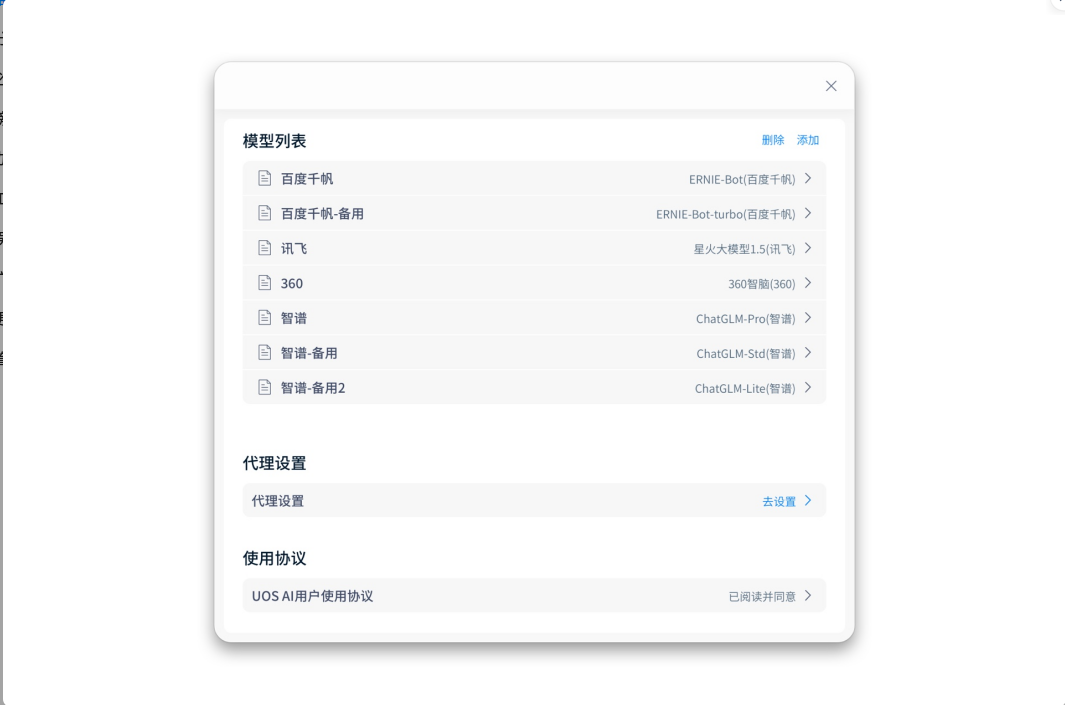 模型列表 删除 添加
百度千帆 ERNIE-Bot(百度千帆)
百度千帆-备用 ERNIE-Bot-turbo(百度千帆)
讯飞 星火大模型1.5(讯飞)
360 360智脑(360)
智谱 ChatGLM-Pro(智谱)
智谱-备用 ChatGLM-Std(智谱)
智谱-备用2 ChatGLM-Lite(智谱)
代理设置
代理设置 去设置
使用协议
UOS AI用户使用协议 已阅读并同意